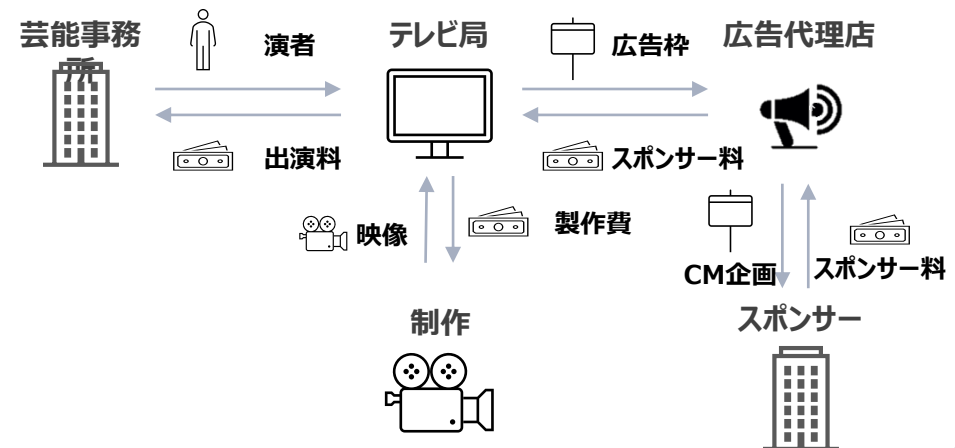 芸能事務所
演者
テレビ局
広告枠
広告代理店
出演料
スポンサー料
映像
製作費
CM企画
スポンサー料
制作
スポンサー